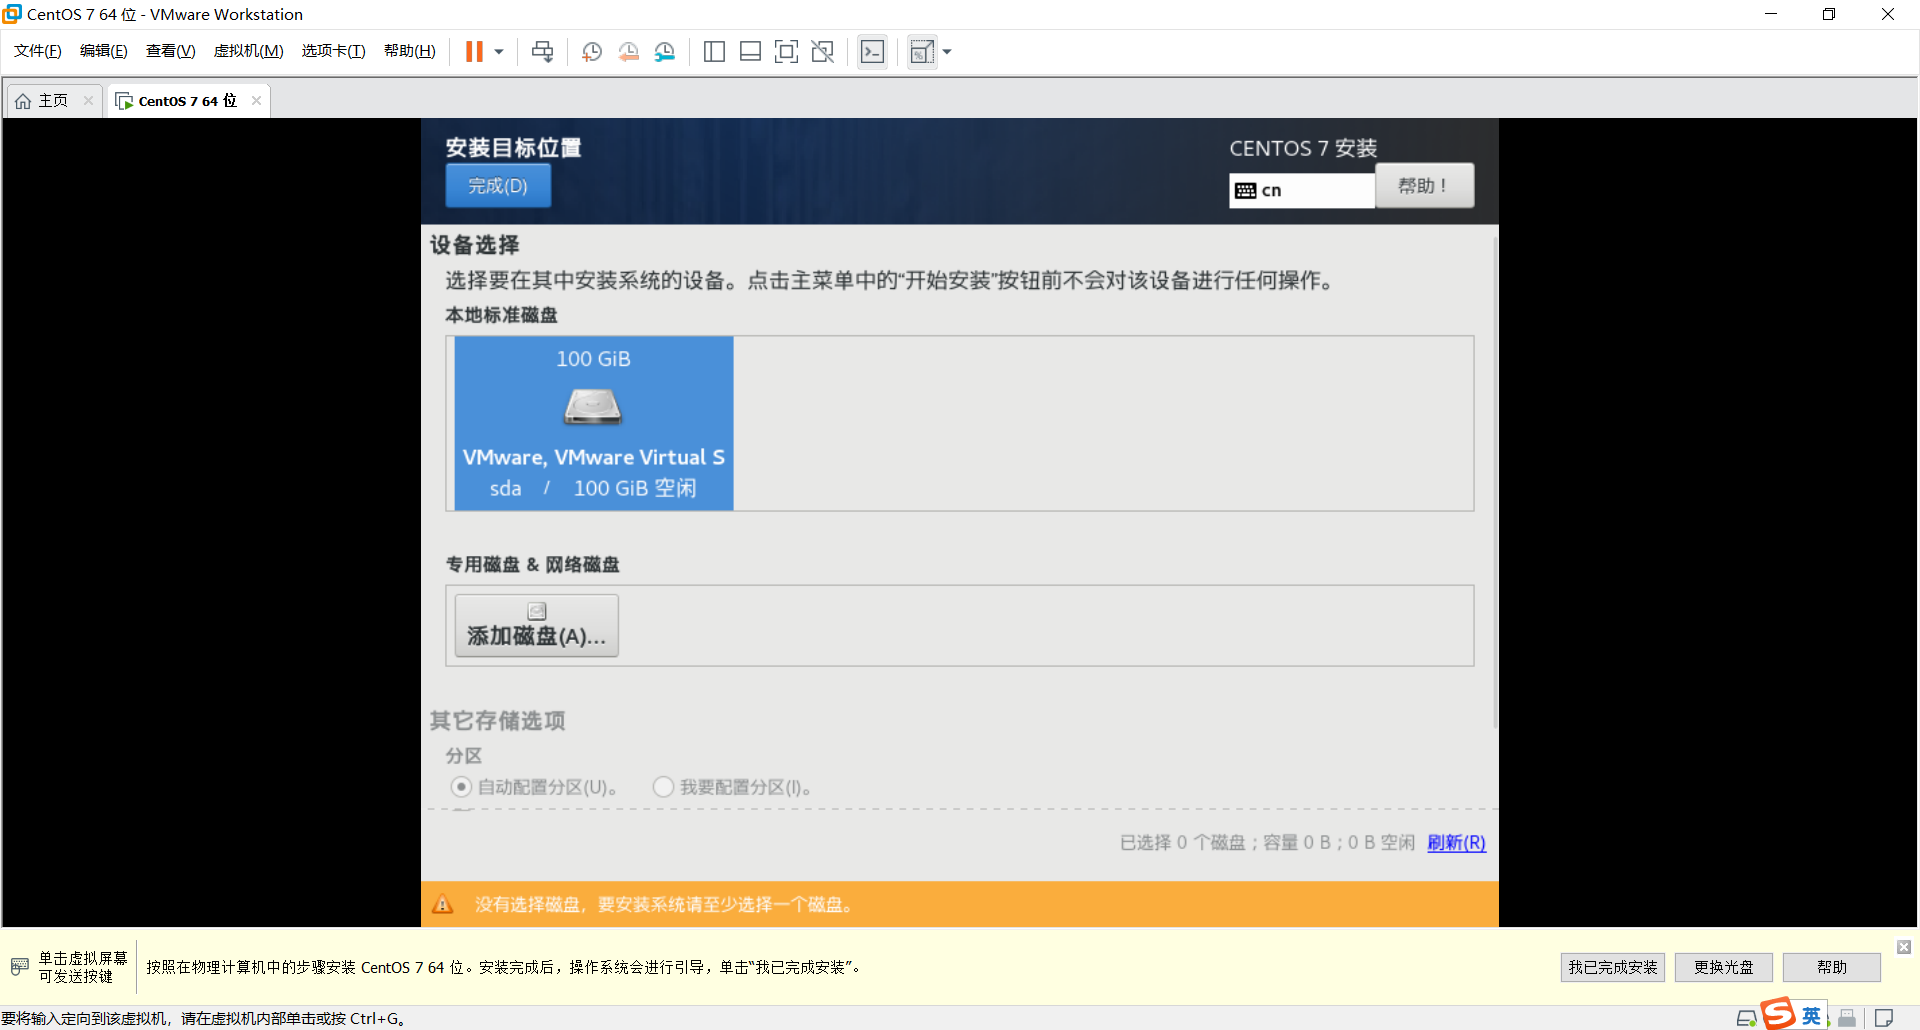 CentOS 7 64 位 - VMware Workstation
文件(F) 编辑(E) 查看(V) 虚拟机(M) 选项卡(T) 帮助(H)
主页 CentOS 7 64 位
安装目标位置
CENTOS 7 安装
完成(D)
cn
帮助！
设备选择
选择要在其中安装系统的设备。点击主菜单中的“开始安装”按钮前不会对该设备进行任何操作。
本地标准磁盘
100 GiB
VMware, VMware Virtual S
sda / 100 GiB 空闲
专用磁盘 & 网络磁盘
添加磁盘(A)...
其它存储选项
分区
自动配置分区(U)。 我要配置分区(I)。
已选择 0 个磁盘；容量 0 B；0 B 空闲 刷新(R)
没有选择磁盘，要安装系统请至少选择一个磁盘。
单击虚拟屏幕
可发送按键
按照在物理计算机中的步骤安装 CentOS 7 64 位。安装完成后，操作系统会进行引导，单击“我已完成安装”。
我已完成安装 更换光盘 帮助
要将输入定向到该虚拟机，请在虚拟机内部单击或按 Ctrl+G。
英